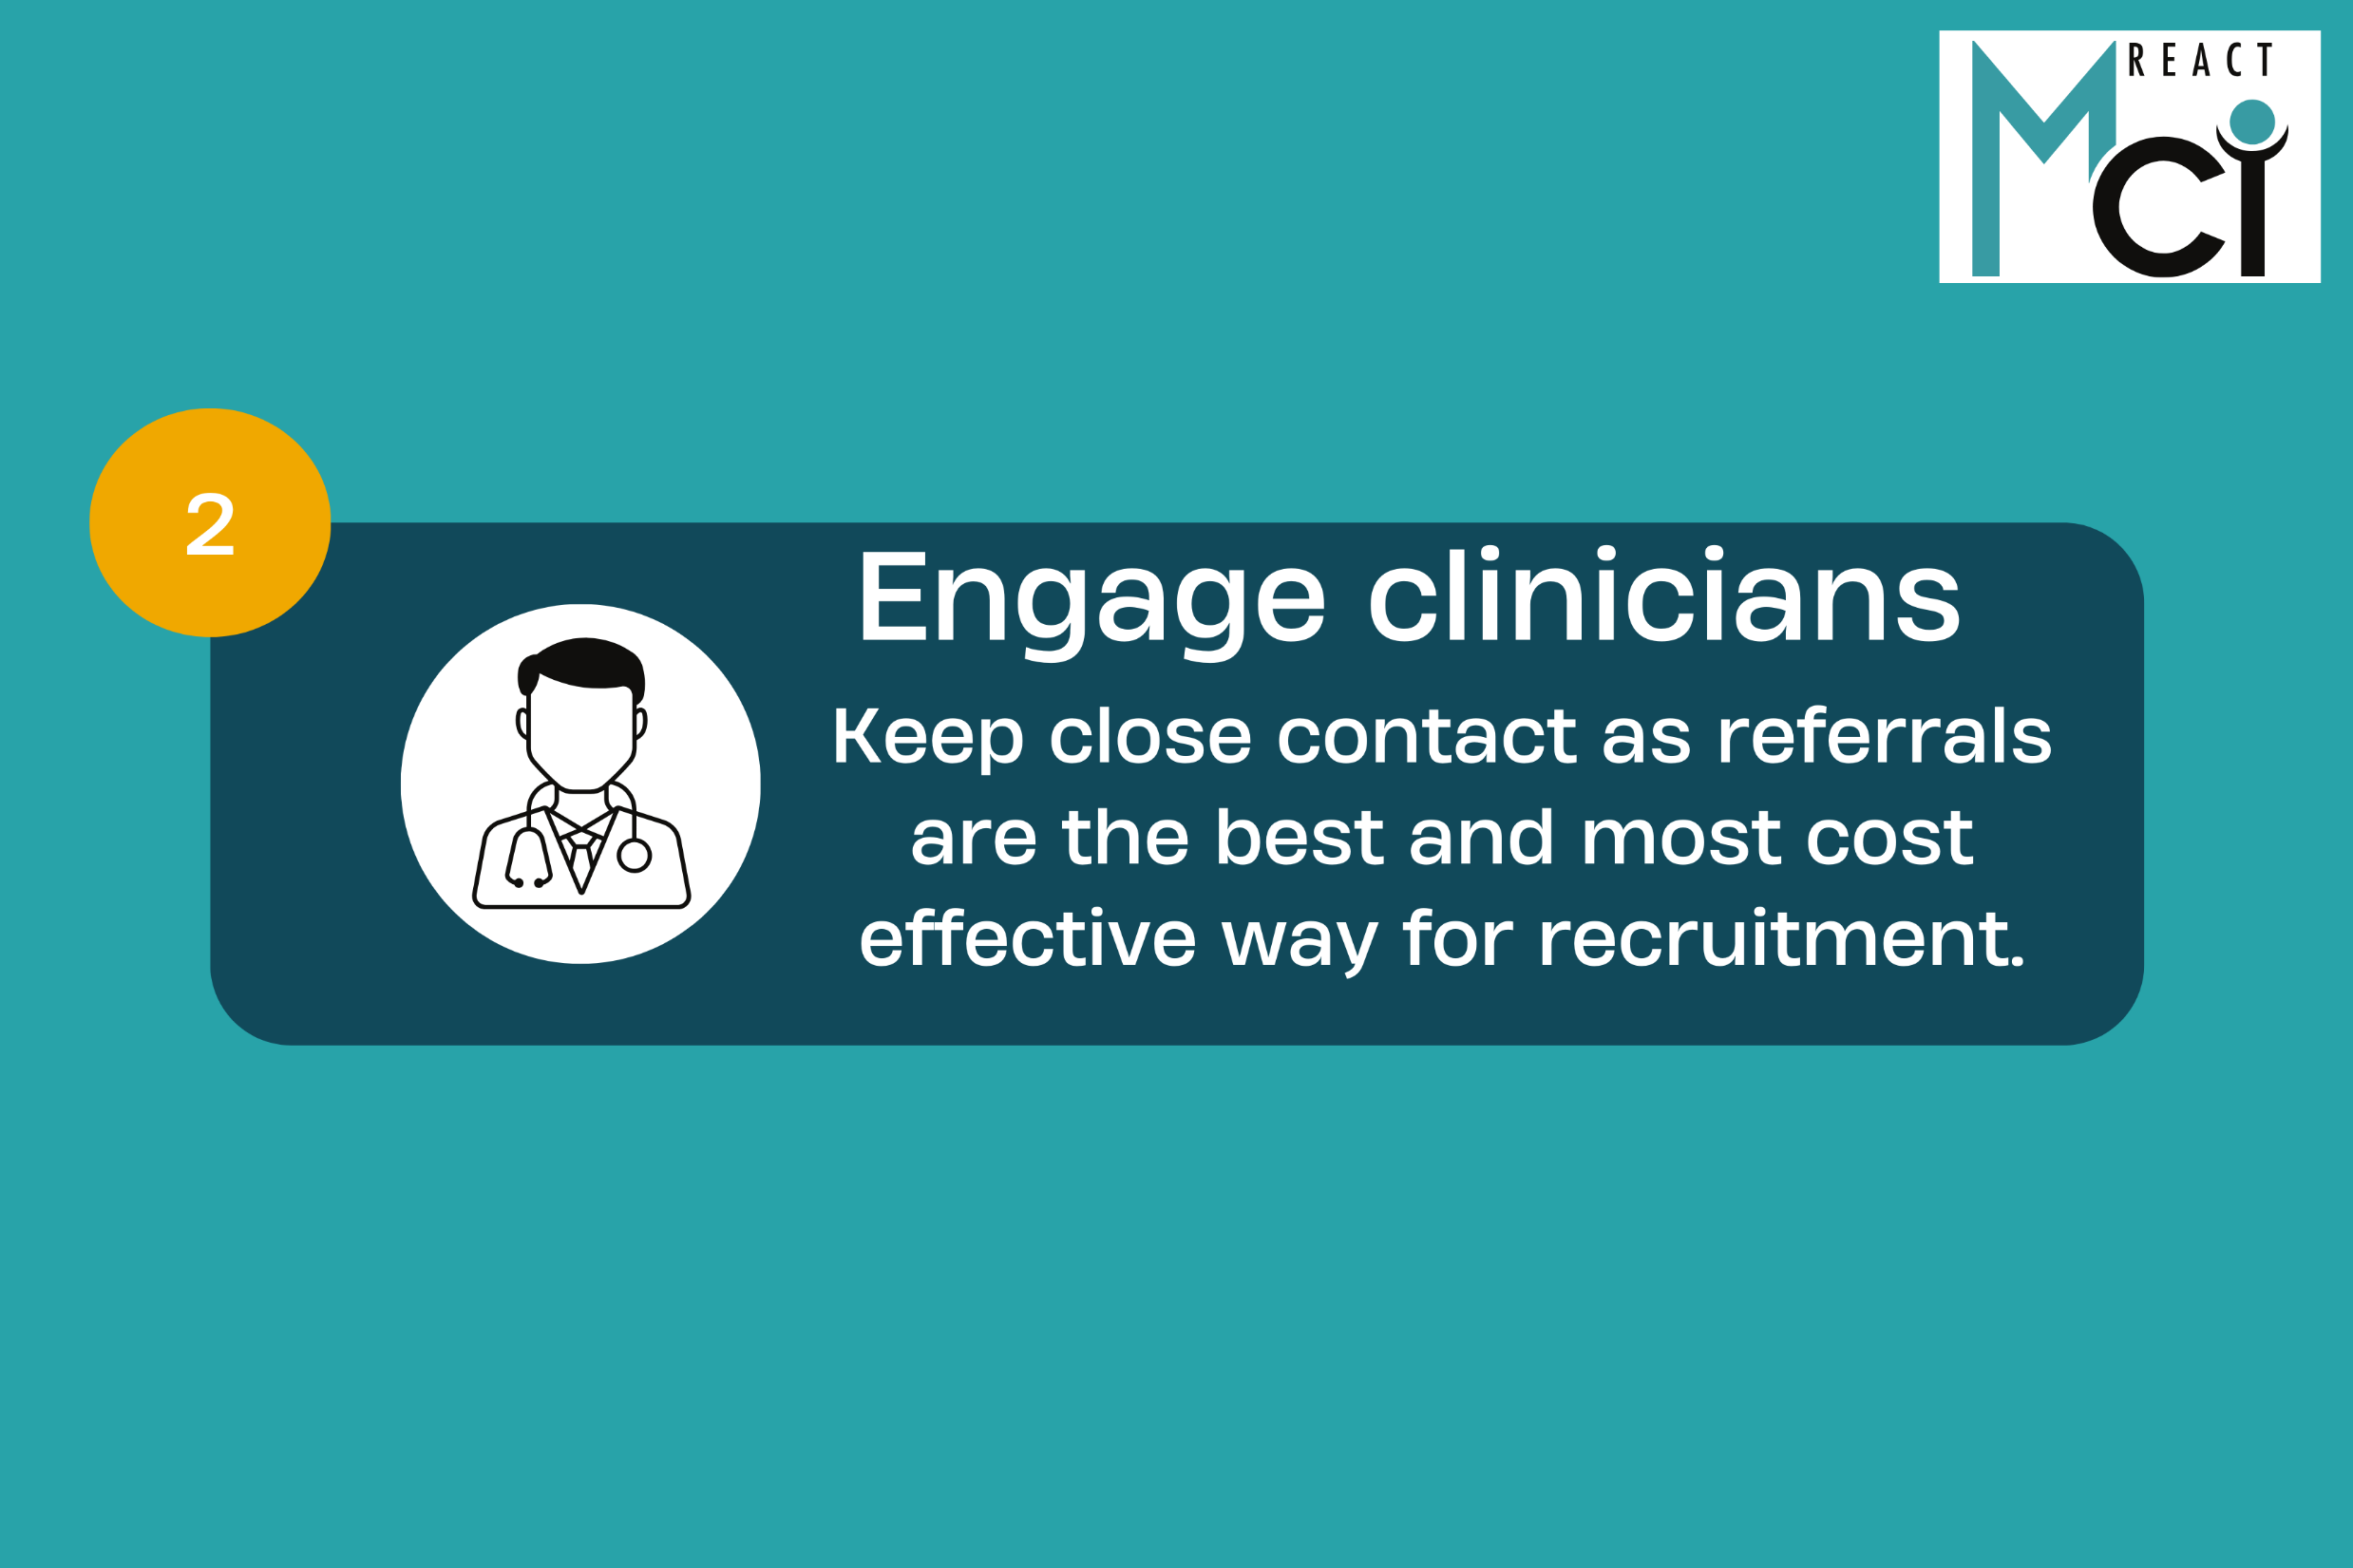 REACT
MCi
2
Engage clinicians
Keep close contact as referrals
are the best and most cost
effective way for recruitment.